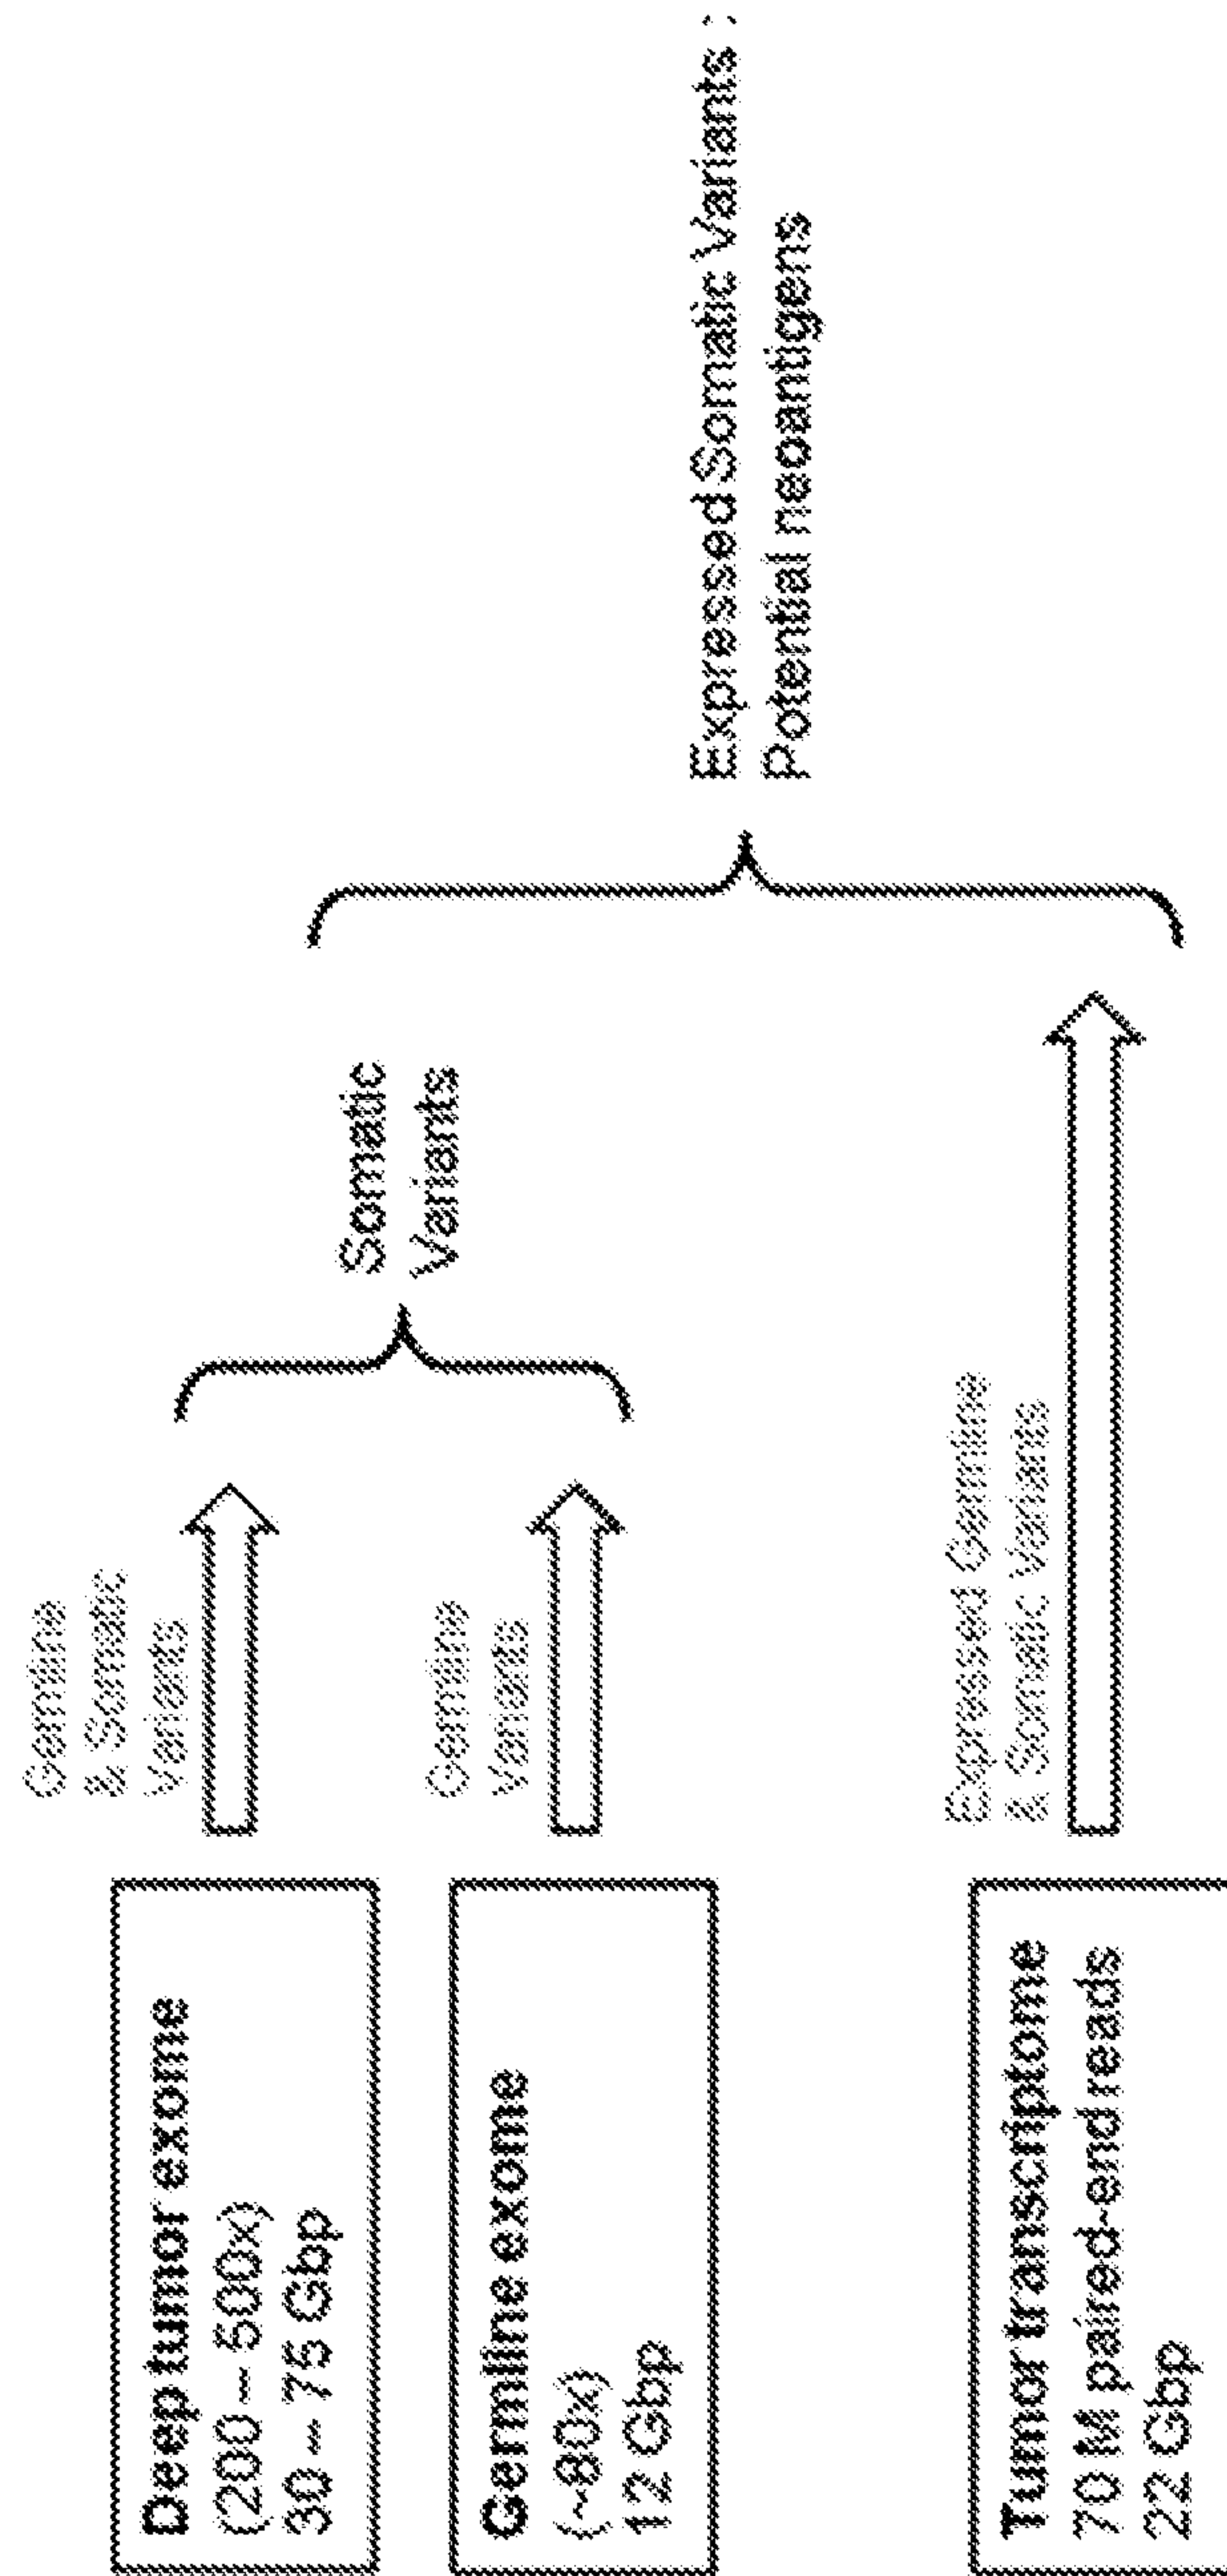 Deep tumor exome
(200 – 500x)
30 – 75 Gbp
Germline
& Somatic
Variants
Germline exome
(~80x)
12 Gbp
Germline
Variants
Somatic
Variants
Tumor transcriptome
70 M paired-end reads
22 Gbp
Expressed Germline
& Somatic Variants
Expressed Somatic Variants :
Potential neoantigens